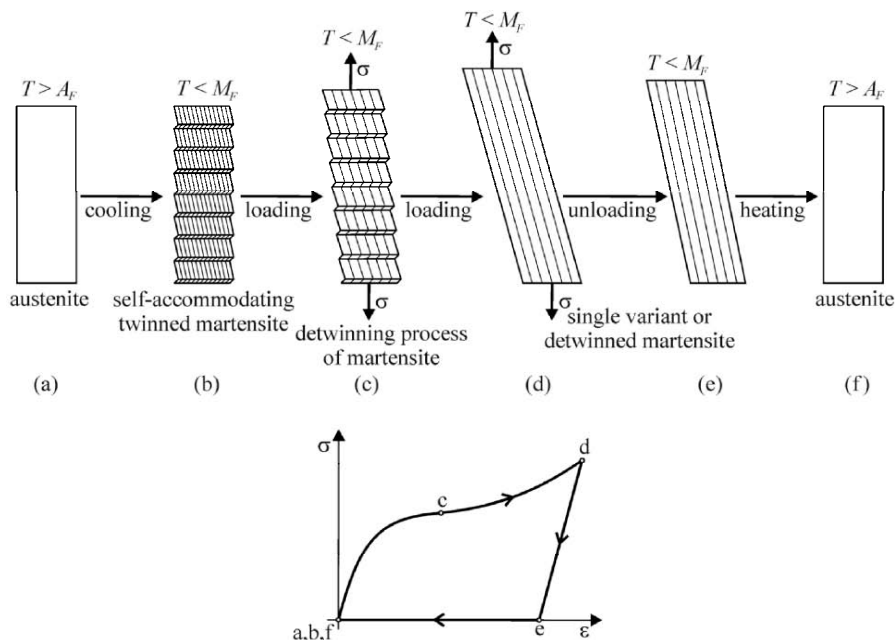 T > A_F
T < M_F
T < M_F
σ
T < M_F
σ
T < M_F
T > A_F
cooling
loading
loading
unloading
heating
austenite
self-accommodating
twinned martensite
σ
detwinning process
of martensite
σ
single variant or
detwinned martensite
austenite
(a)
(b)
(c)
(d)
(e)
(f)
σ
d
c
a,b,f
e
ε